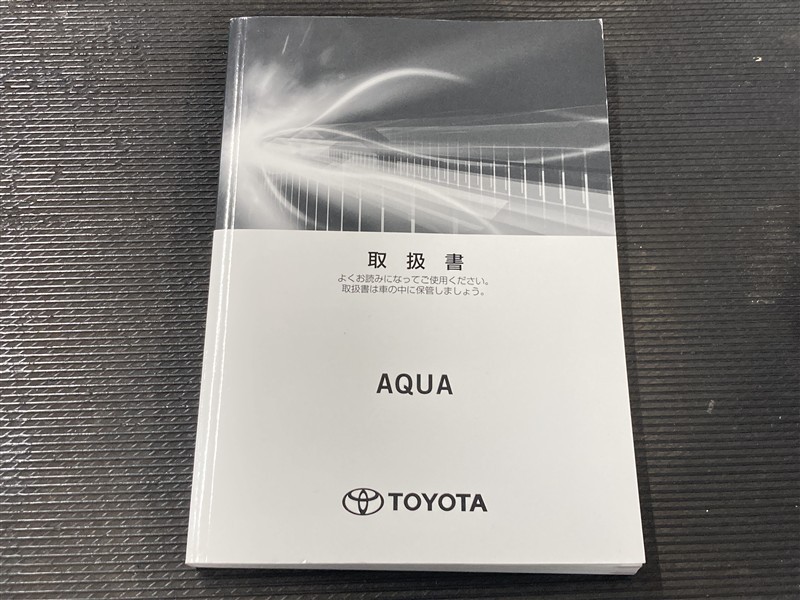 取扱書
よくお読みになってご使用ください。
取扱書は車の中に保管しましょう。
AQUA
TOYOTA